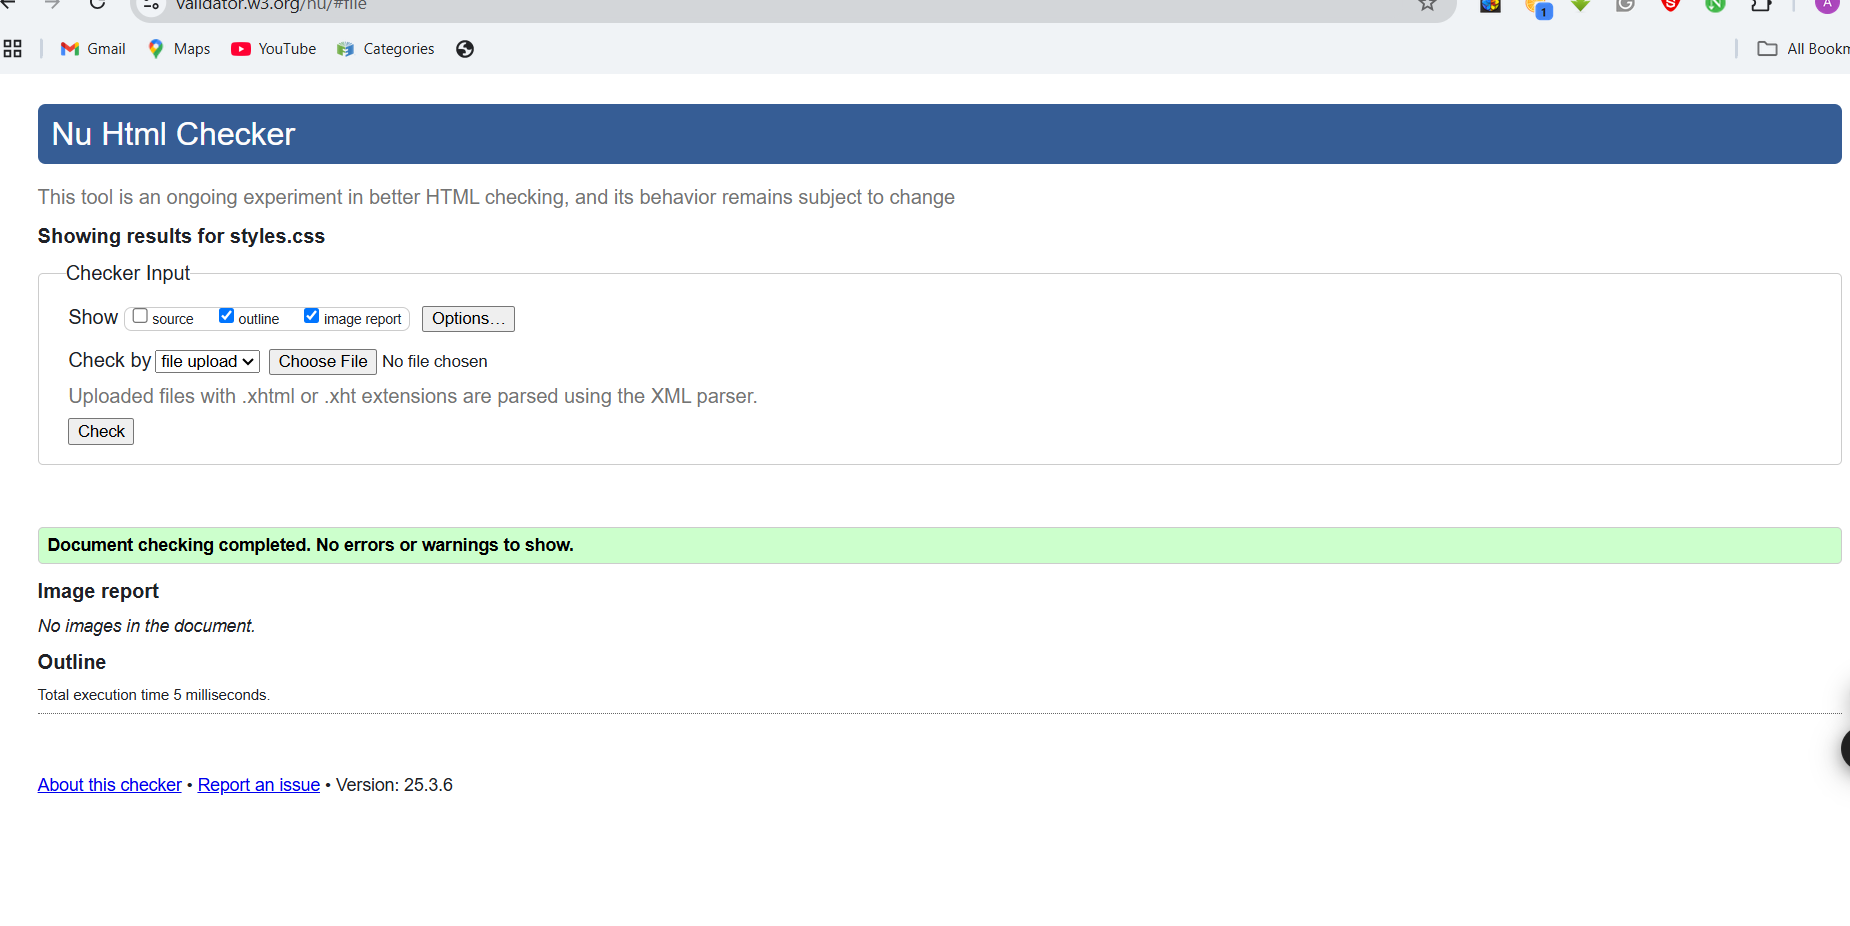 validator.w3.org/nu/#file
1
A
Gmail Maps YouTube Categories All Bookm
Nu Html Checker
This tool is an ongoing experiment in better HTML checking, and its behavior remains subject to change
Showing results for styles.css
Checker Input
Show source outline image report Options...
Check by file upload Choose File No file chosen
Uploaded files with .xhtml or .xht extensions are parsed using the XML parser.
Check
Document checking completed. No errors or warnings to show.
Image report
No images in the document.
Outline
Total execution time 5 milliseconds.
About this checker • Report an issue • Version: 25.3.6